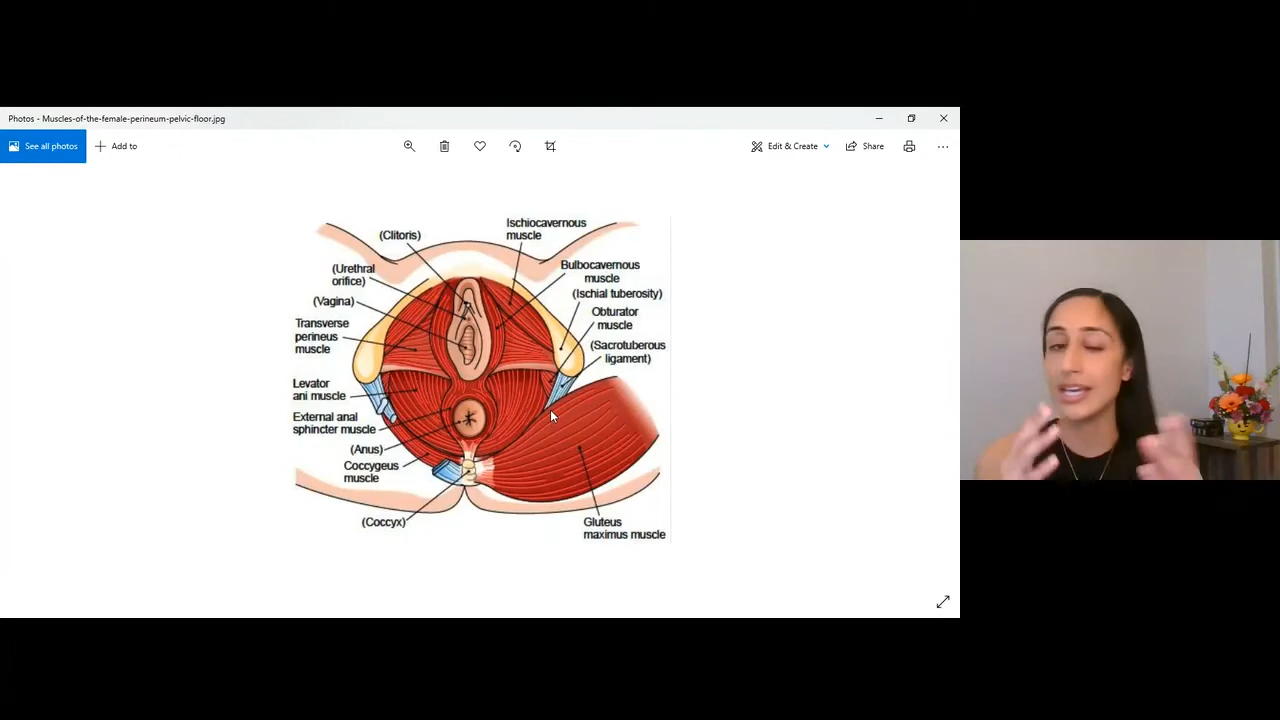 Photos - Muscles-of-the-female-perineum-pelvic-floor.jpg
See all photos
Add to
Edit & Create
Share
(Clitoris)
Ischiocavernous
muscle
(Urethral
orifice)
Bulbocavernous
muscle
(Vagina)
(Ischial tuberosity)
Transverse
perineus
muscle
Obturator
muscle
(Sacrotuberous
ligament)
Levator
ani muscle
External anal
sphincter muscle
(Anus)
Coccygeus
muscle
(Coccyx)
Gluteus
maximus muscle